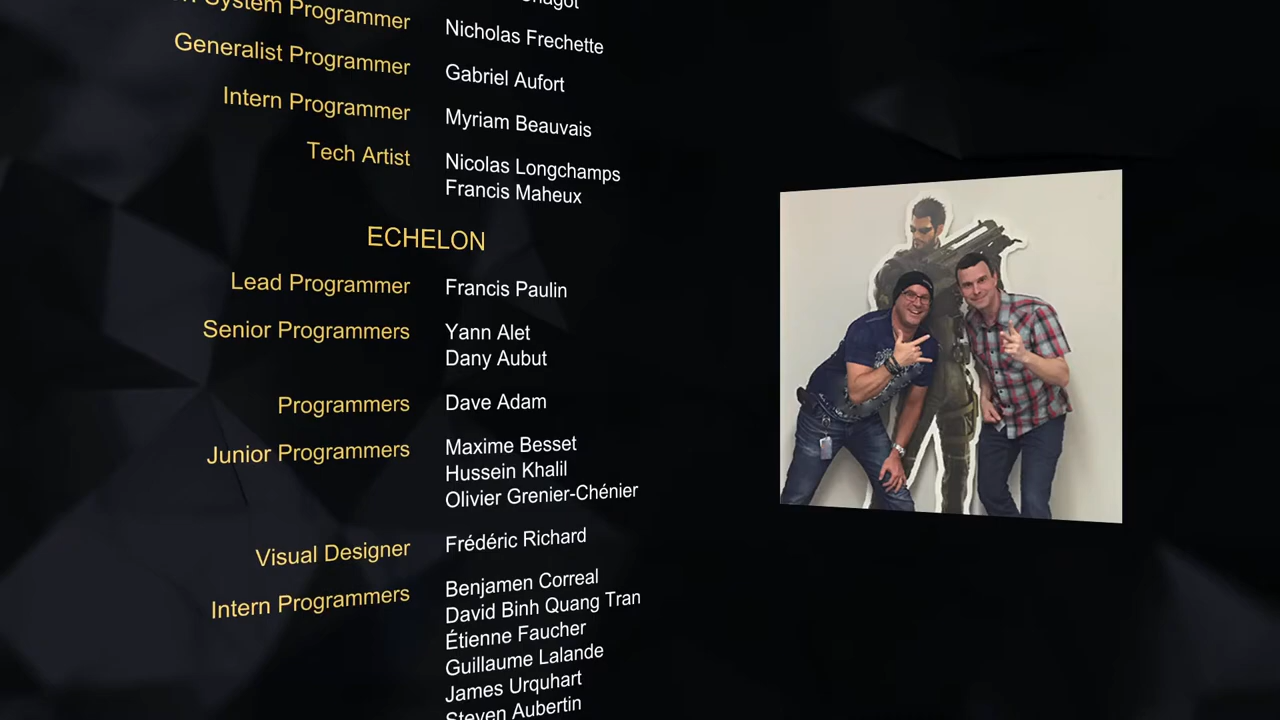 System Programmer
Nicholas Frechette
Generalist Programmer
Gabriel Aufort
Intern Programmer
Myriam Beauvais
Tech Artist
Nicolas Longchamps
Francis Maheux
ECHELON
Lead Programmer
Francis Paulin
Senior Programmers
Yann Alet
Dany Aubut
Programmers
Dave Adam
Junior Programmers
Maxime Besset
Hussein Khalil
Olivier Grenier-Chénier
Visual Designer
Frédéric Richard
Intern Programmers
Benjamen Correal
David Binh Quang Tran
Étienne Faucher
Guillaume Lalande
James Urquhart
Steven Aubertin